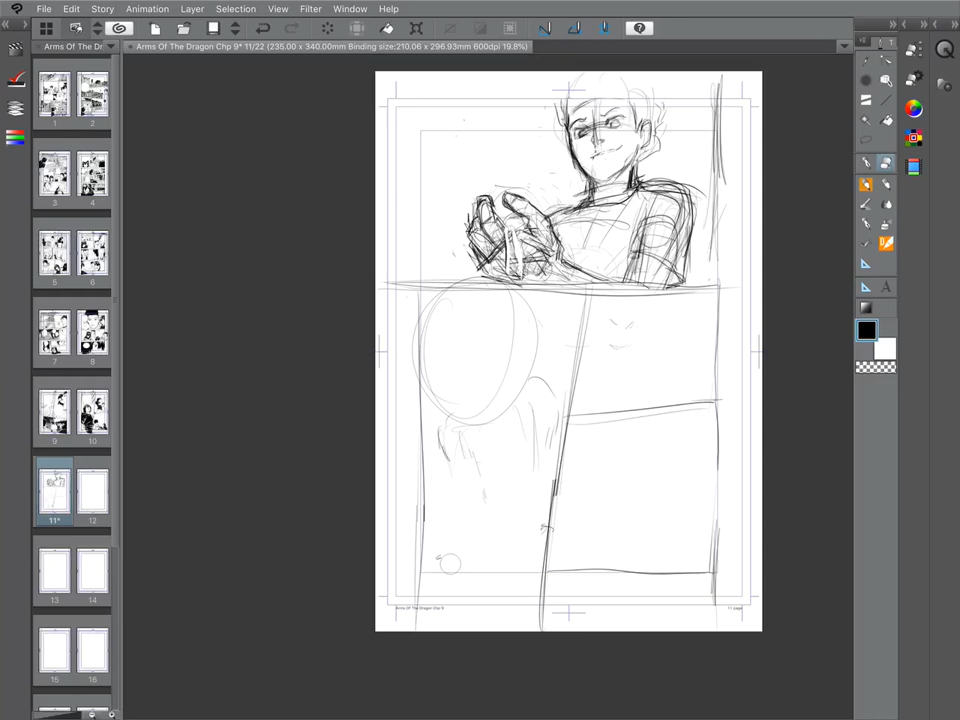 File Edit Story Animation Layer Selection View Filter Window Help
Arms Of The Dr
Arms Of The Dragon Chp 9* 11/22 (235.00 x 340.00mm Binding size:210.06 x 296.93mm 600dpi 19.8%)
1 2
3 4
5 6
7 8
9 10
11* 12
13 14
15 16
T
A
Arms Of The Dragon Chp 9
11 page